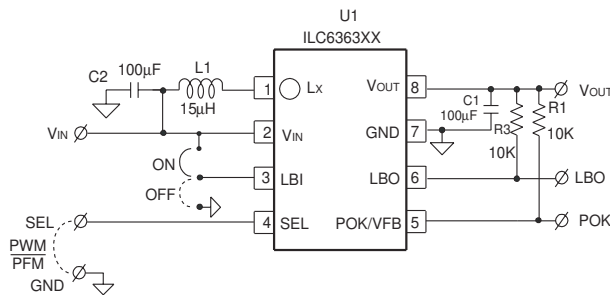 U1
ILC6363XX
C2
100µF
L1
15µH
1
LX
2
VIN
3
LBI
4
SEL
VOUT
8
GND
7
LBO
6
POK/VFB
5
C1
100µF
R3
10K
R1
10K
VOUT
LBO
POK
VIN
ON
OFF
SEL
PWM
PFM
GND